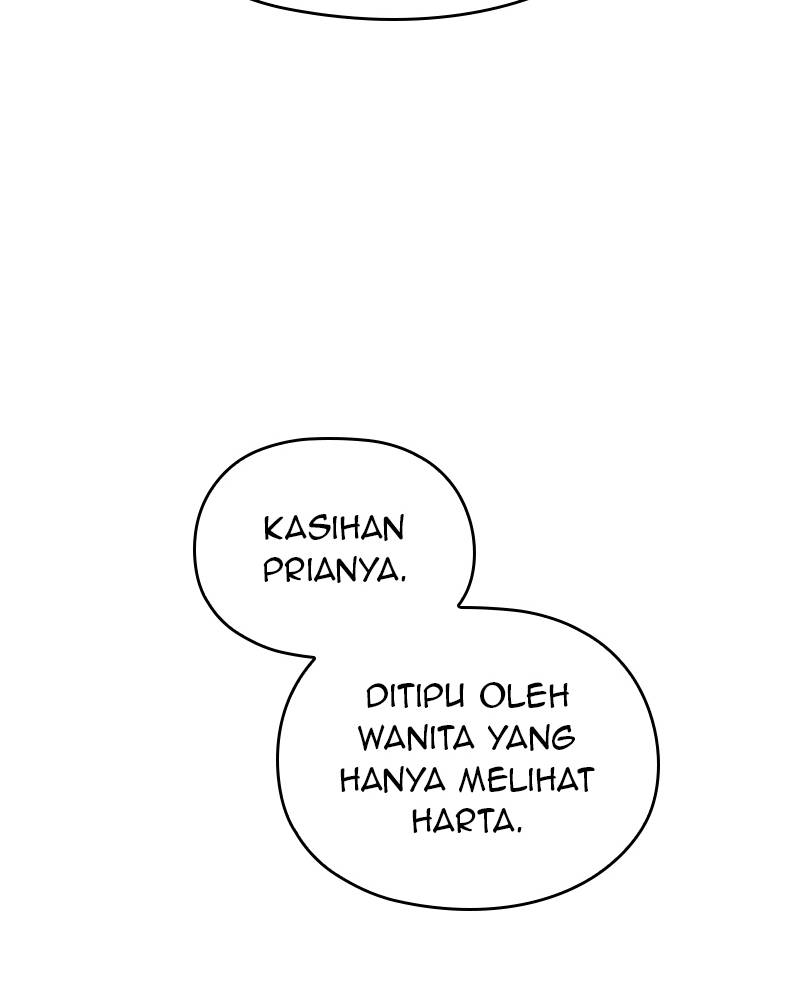 KASIHAN
PRIANYA.
DITIPU OLEH
WANITA YANG
HANYA MELIHAT
HARTA.